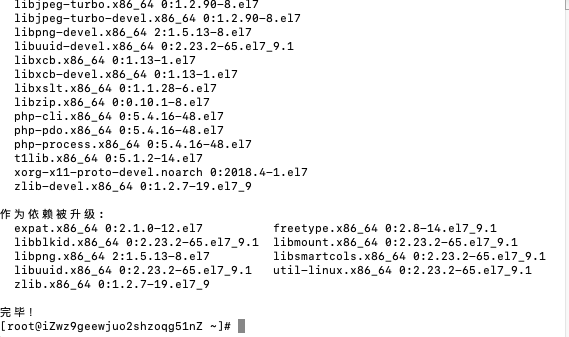 libjpeg-turbo.x86_64 0:1.2.90-8.el7
libjpeg-turbo-devel.x86_64 0:1.2.90-8.el7
libpng-devel.x86_64 2:1.5.13-8.el7
libuuid-devel.x86_64 0:2.23.2-65.el7_9.1
libxcb.x86_64 0:1.13-1.el7
libxcb-devel.x86_64 0:1.13-1.el7
libxslt.x86_64 0:1.1.28-6.el7
libzip.x86_64 0:0.10.1-8.el7
php-cli.x86_64 0:5.4.16-48.el7
php-pdo.x86_64 0:5.4.16-48.el7
php-process.x86_64 0:5.4.16-48.el7
t1lib.x86_64 0:5.1.2-14.el7
xorg-x11-proto-devel.noarch 0:2018.4-1.el7
zlib-devel.x86_64 0:1.2.7-19.el7_9
作为依赖被升级:
expat.x86_64 0:2.1.0-12.el7 freetype.x86_64 0:2.8-14.el7_9.1
libblkid.x86_64 0:2.23.2-65.el7_9.1 libmount.x86_64 0:2.23.2-65.el7_9.1
libpng.x86_64 2:1.5.13-8.el7 libsmartcols.x86_64 0:2.23.2-65.el7_9.1
libuuid.x86_64 0:2.23.2-65.el7_9.1 util-linux.x86_64 0:2.23.2-65.el7_9.1
zlib.x86_64 0:1.2.7-19.el7_9
完毕！
[root@iZwz9geewjuo2shzoqg51nZ ~]#